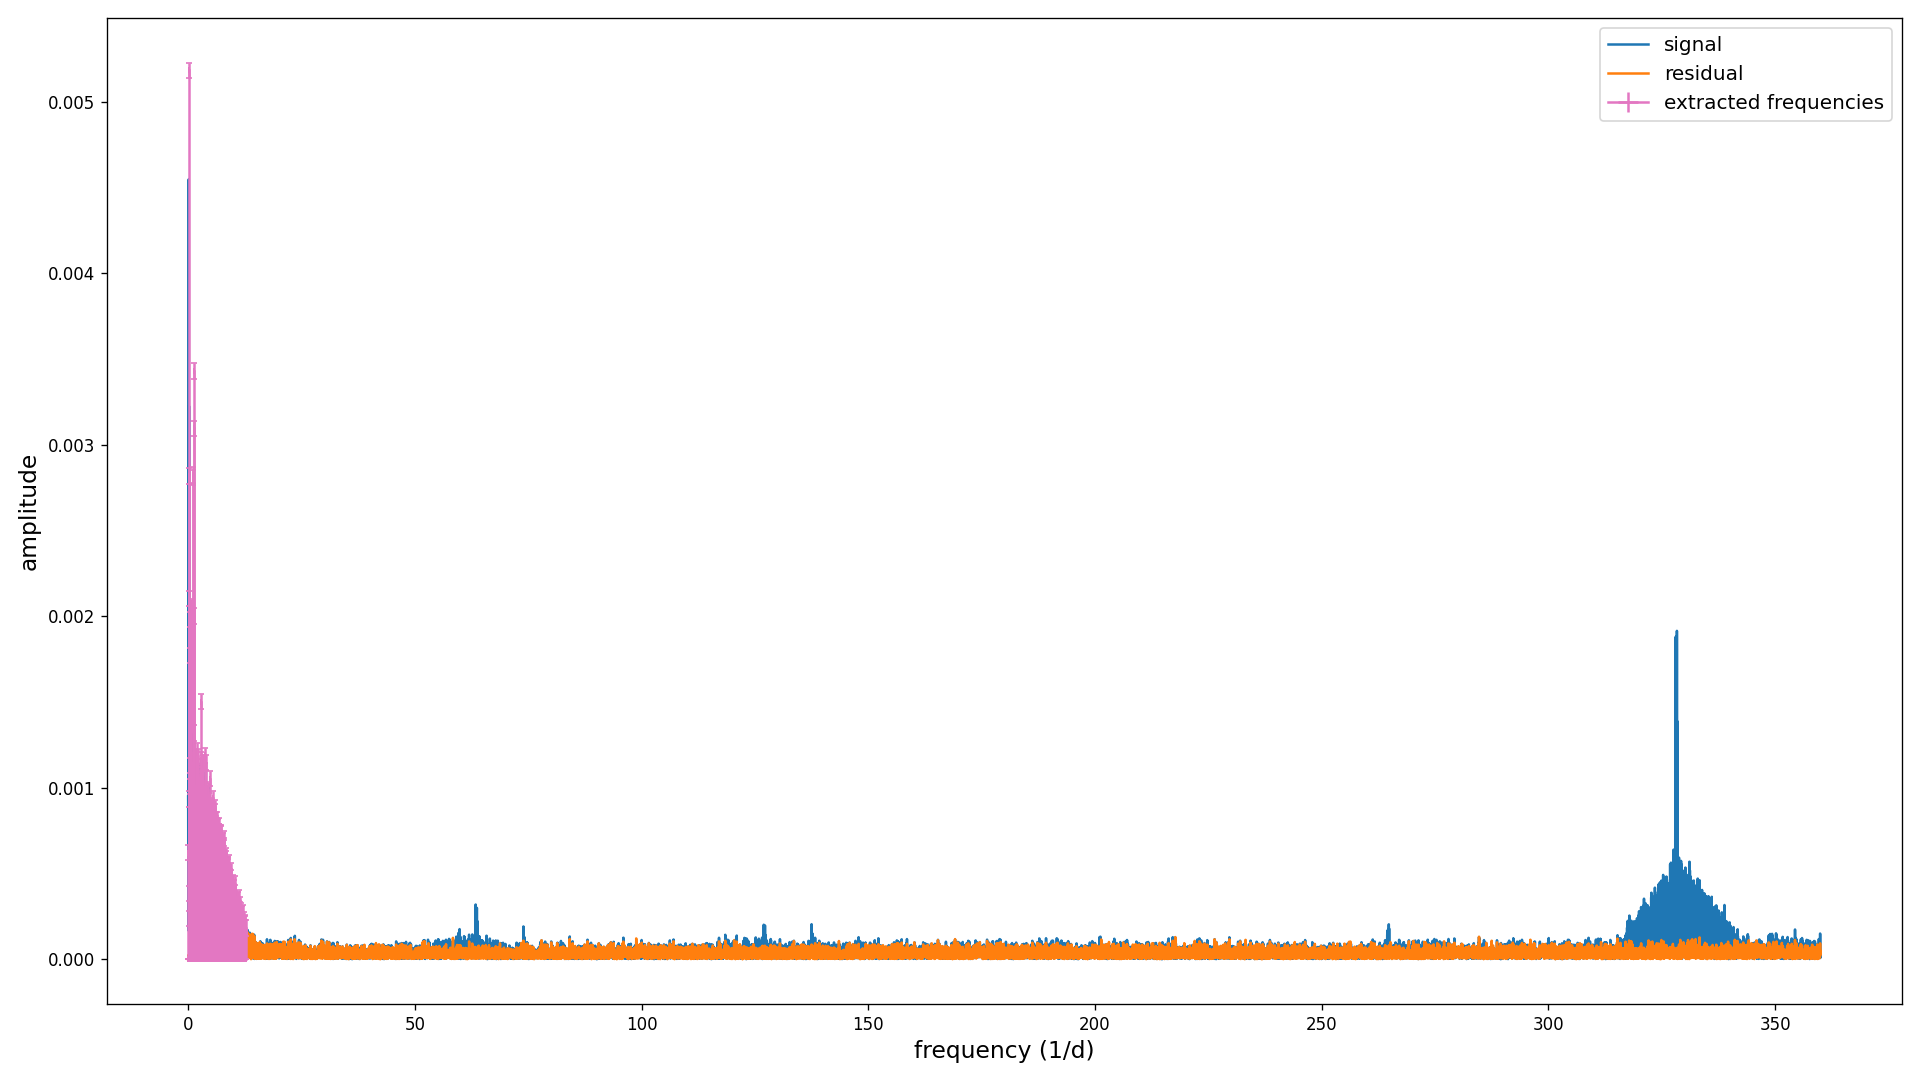 signal
residual
extracted frequencies
amplitude
0.005
0.004
0.003
0.002
0.001
0.000
0 50 100 150 200 250 300 350
frequency (1/d)